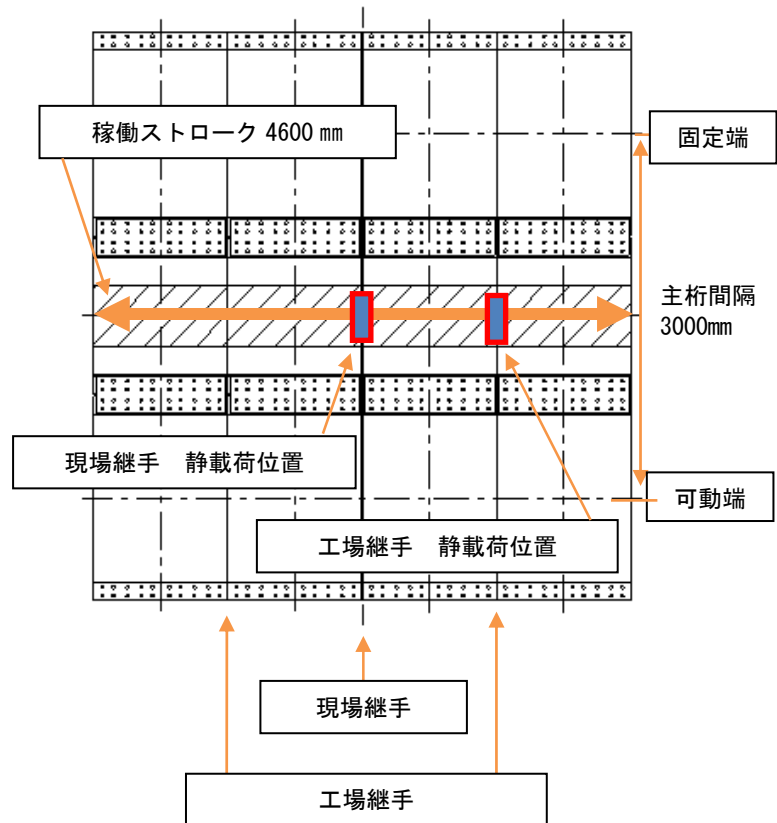 稼働ストローク 4600 mm
固定端
主桁間隔
3000mm
現場継手 静載荷位置
可動端
工場継手 静載荷位置
現場継手
工場継手